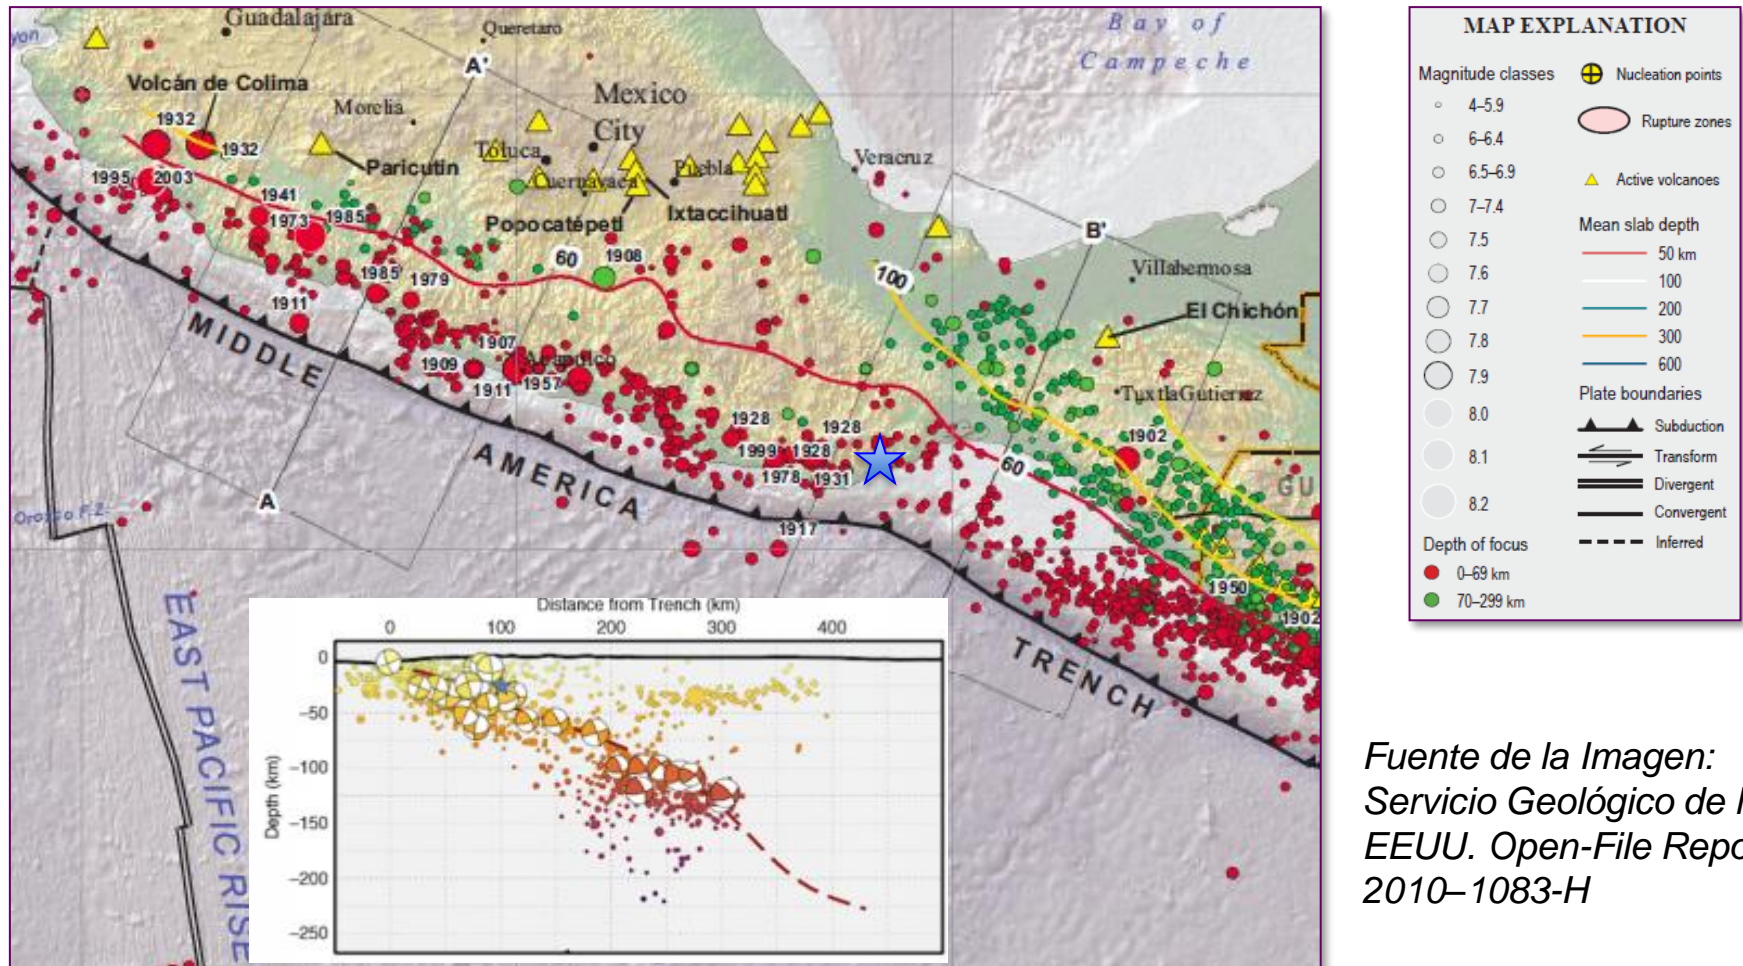 Guadalajara
Queretaro
Bay of
Campeche
A'
Volcán de Colima
Mexico
City
Morelia
1932
1932
Toluca
Paricutin
Puebla
Veracruz
Cuernavaca
1995
2003
1941
Ixtaccihuatl
1973
1985
Popocatépetl
B'
60
1908
100
Villahermosa
1985
1979
1911
El Chichón
MIDDLE
1907
Acapulco
1909
1911
1957
Tuxtla Gutierrez
1928
1928
1902
AMERICA
1999
1928
60
1978
1931
GU
A
Orozco F.Z.
1917
EAST PACIFIC RISE
1950
1902
TRENCH
Distance from Trench (km)
0 100 200 300 400
Depth (km)
0
−50
−100
−150
−200
−250
MAP EXPLANATION
Magnitude classes
4–5.9
6–6.4
6.5–6.9
7–7.4
7.5
7.6
7.7
7.8
7.9
8.0
8.1
8.2
Depth of focus
0–69 km
70–299 km
Nucleation points
Rupture zones
Active volcanoes
Mean slab depth
50 km
100
200
300
600
Plate boundaries
Subduction
Transform
Divergent
Convergent
Inferred
Fuente de la Imagen:
Servicio Geológico de
EEUU. Open-File Repo
2010–1083-H